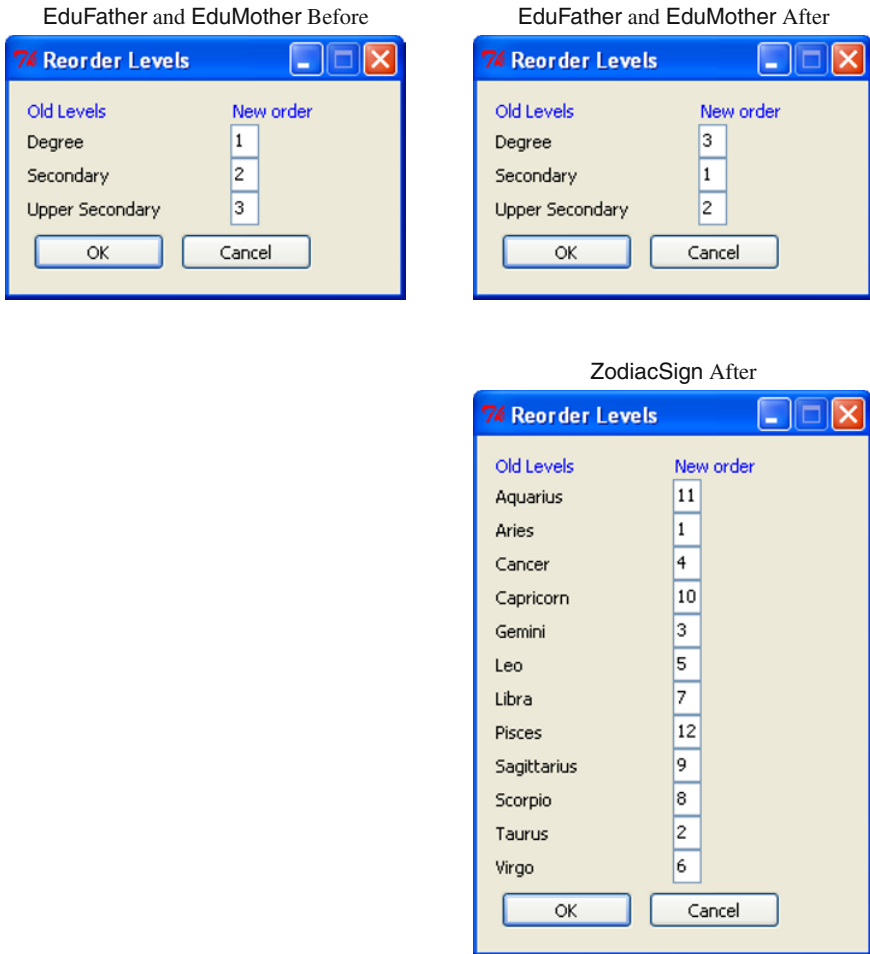 EduFather and EduMother Before
Reorder Levels
Old Levels New order
Degree 1
Secondary 2
Upper Secondary 3
OK Cancel
EduFather and EduMother After
Reorder Levels
Old Levels New order
Degree 3
Secondary 1
Upper Secondary 2
OK Cancel
ZodiacSign After
Reorder Levels
Old Levels New order
Aquarius 11
Aries 1
Cancer 4
Capricorn 10
Gemini 3
Leo 5
Libra 7
Pisces 12
Sagittarius 9
Scorpio 8
Taurus 2
Virgo 6
OK Cancel